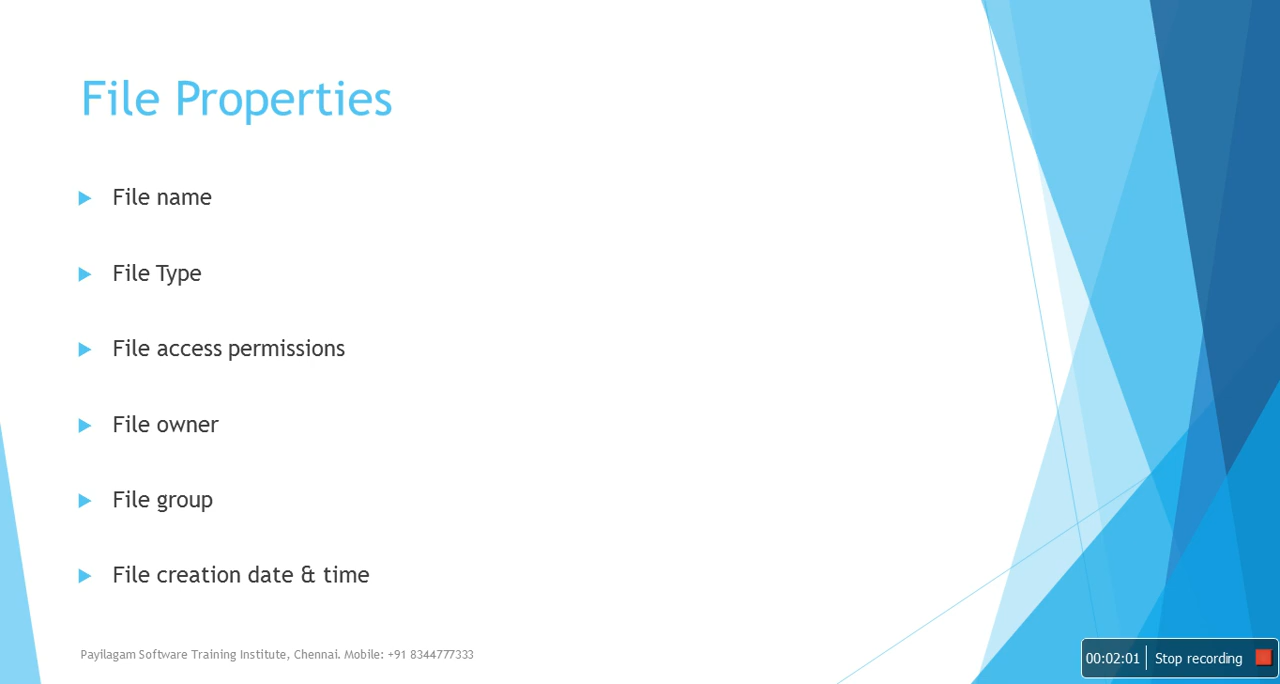 File Properties
File name
File Type
File access permissions
File owner
File group
File creation date & time
Payilagam Software Training Institute, Chennai. Mobile: +91 8344777333
00:02:01 Stop recording